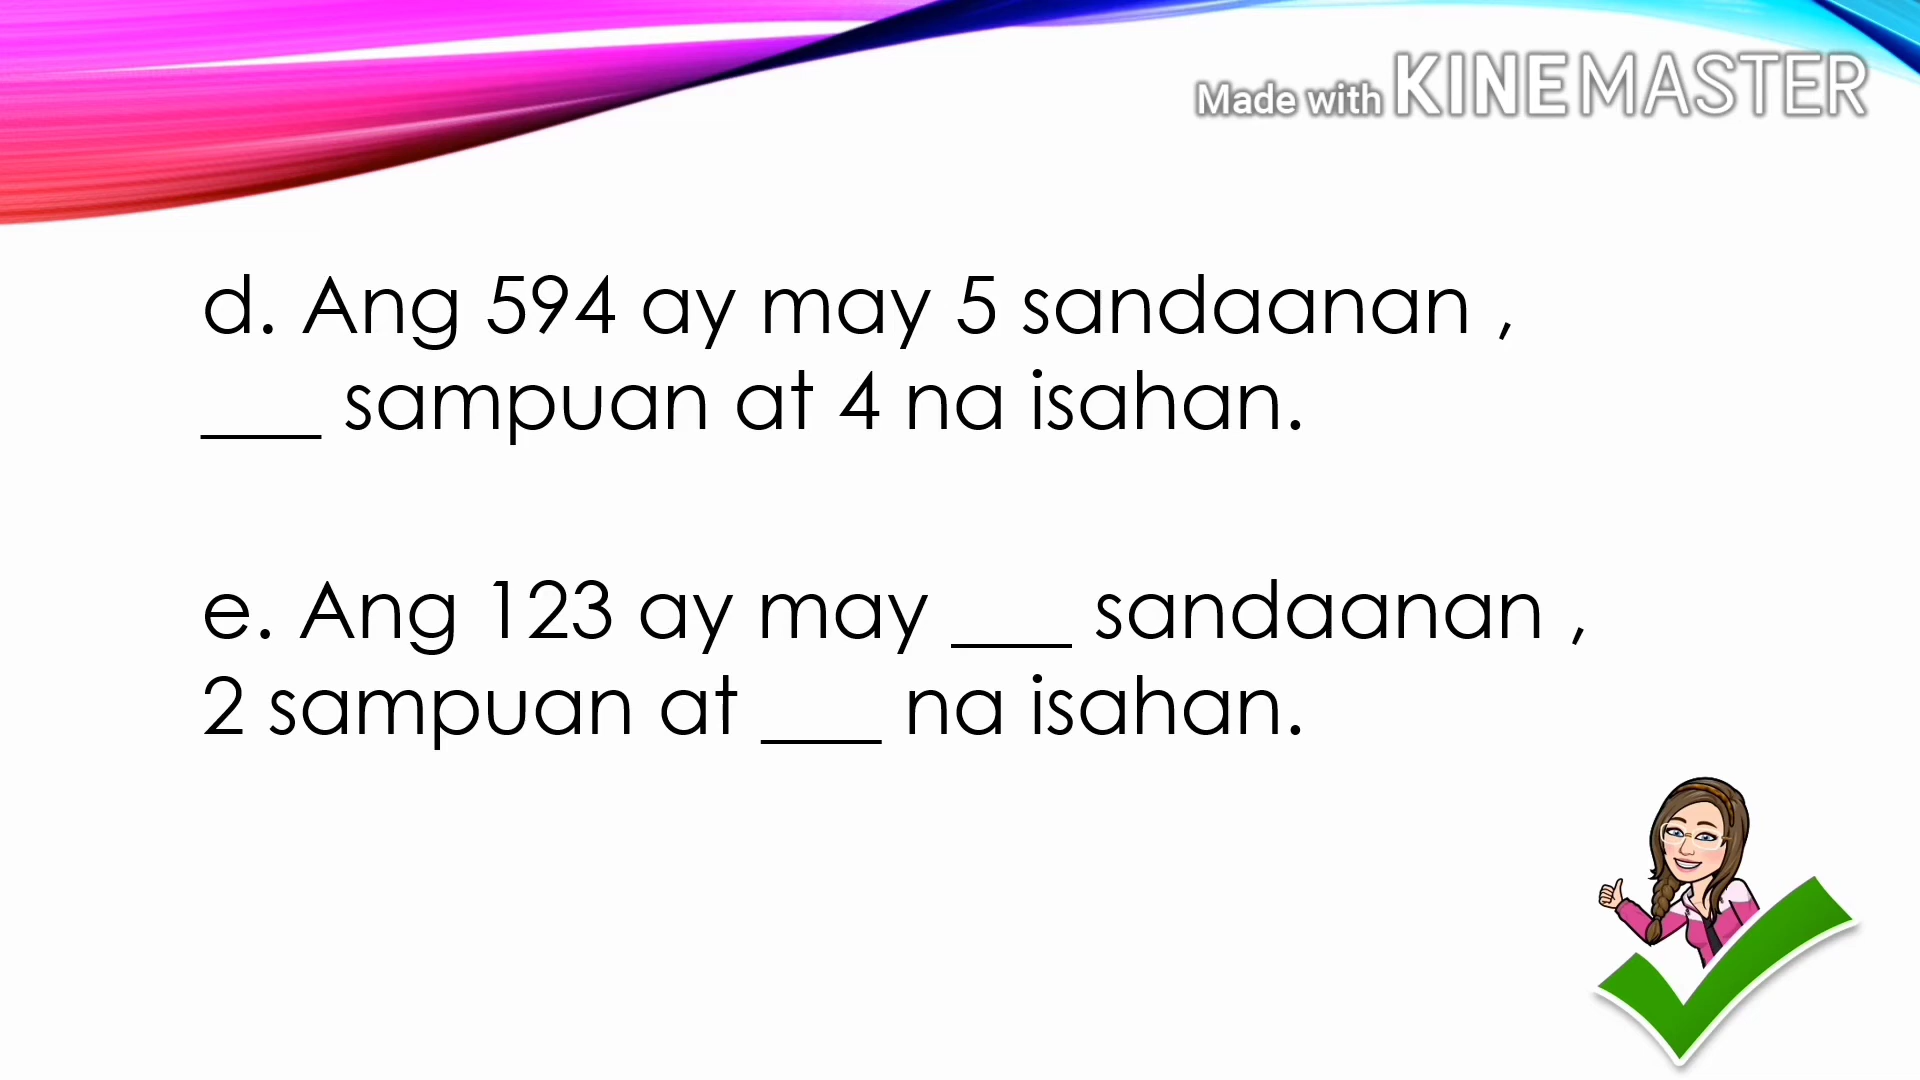 Made with KINEMASTER
d. Ang 594 ay may 5 sandaanan ,
___ sampuan at 4 na isahan.
e. Ang 123 ay may ___ sandaanan ,
2 sampuan at ___ na isahan.